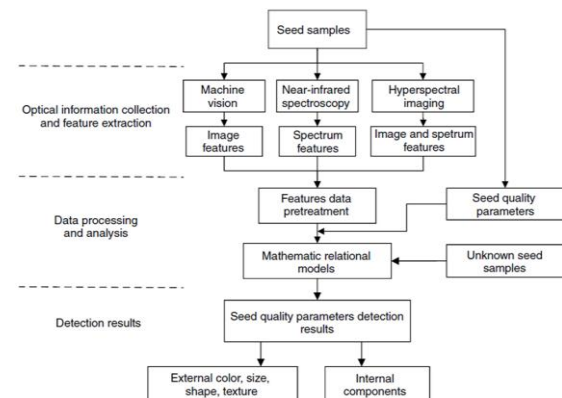 Seed samples
Optical information collection
and feature extraction
Machine
vision
Near-infrared
spectroscopy
Hyperspectral
imaging
Image
features
Spectrum
features
Image and spetrum
features
Data processing
and analysis
Features data
pretreatment
Seed quality
parameters
Mathematic relational
models
Unknown seed
samples
Detection results
Seed quality parameters detection
results
External color, size,
shape, texture
Internal
components